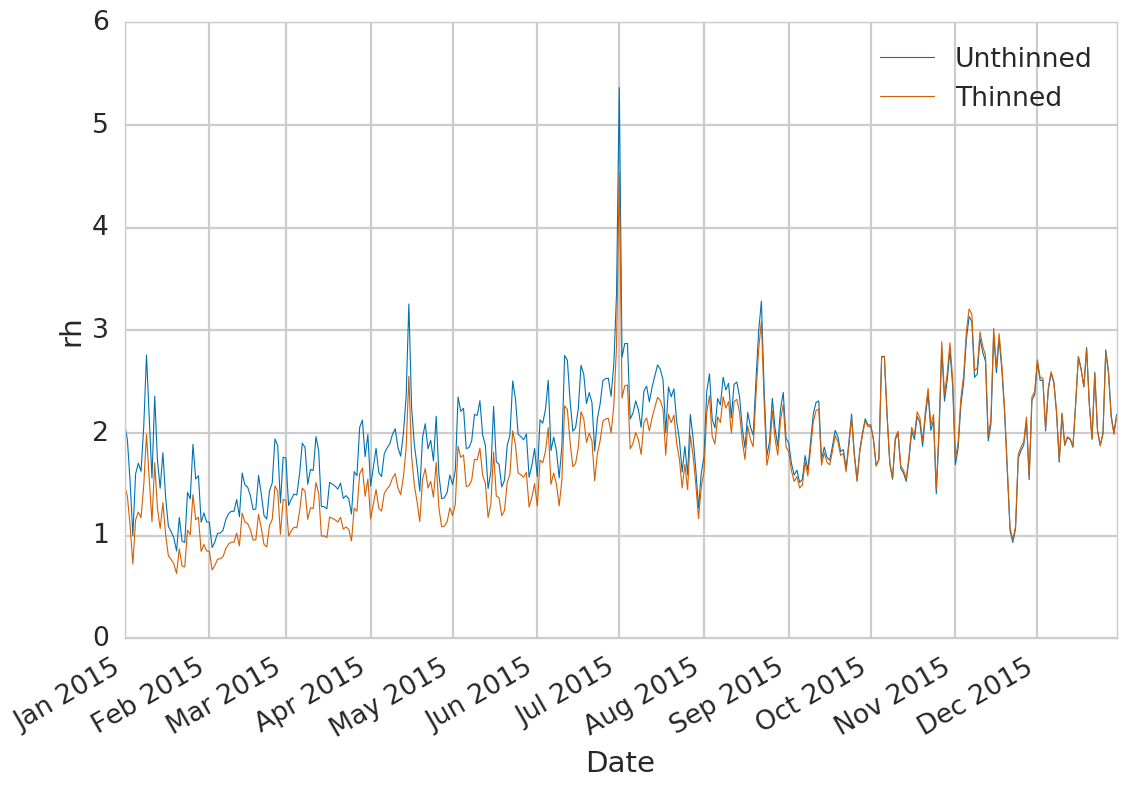 6
5
4
3
2
1
0
rh
Unthinned
Thinned
Jan 2015
Feb 2015
Mar 2015
Apr 2015
May 2015
Jun 2015
Jul 2015
Aug 2015
Sep 2015
Oct 2015
Nov 2015
Dec 2015
Date